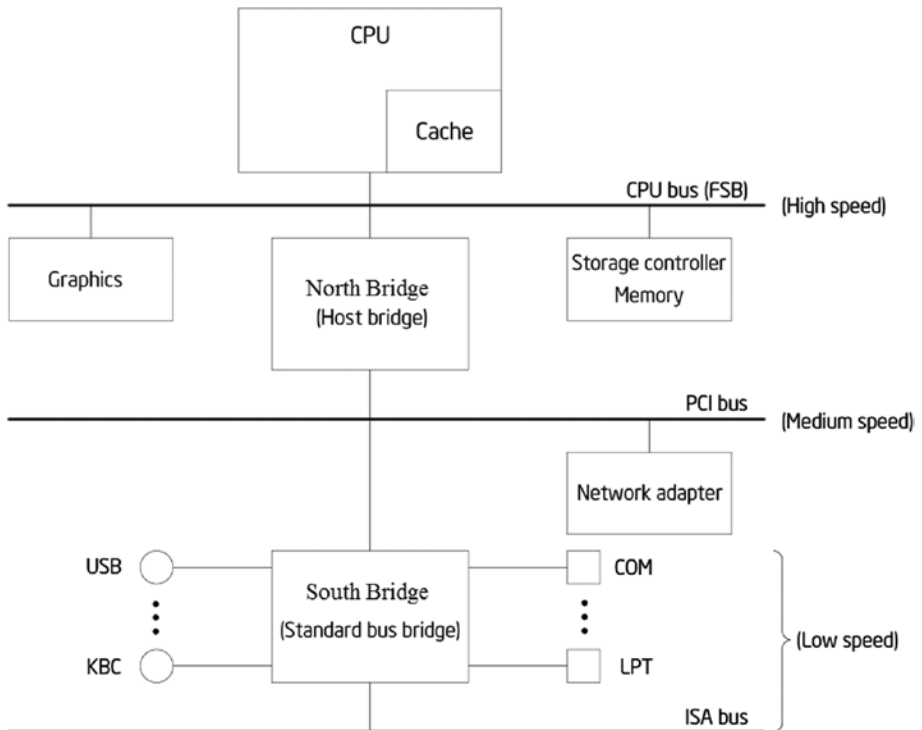 CPU
Cache
CPU bus (FSB)
(High speed)
Graphics
North Bridge
(Host bridge)
Storage controller
Memory
PCI bus
(Medium speed)
Network adapter
USB
South Bridge
(Standard bus bridge)
COM
(Low speed)
KBC
LPT
ISA bus